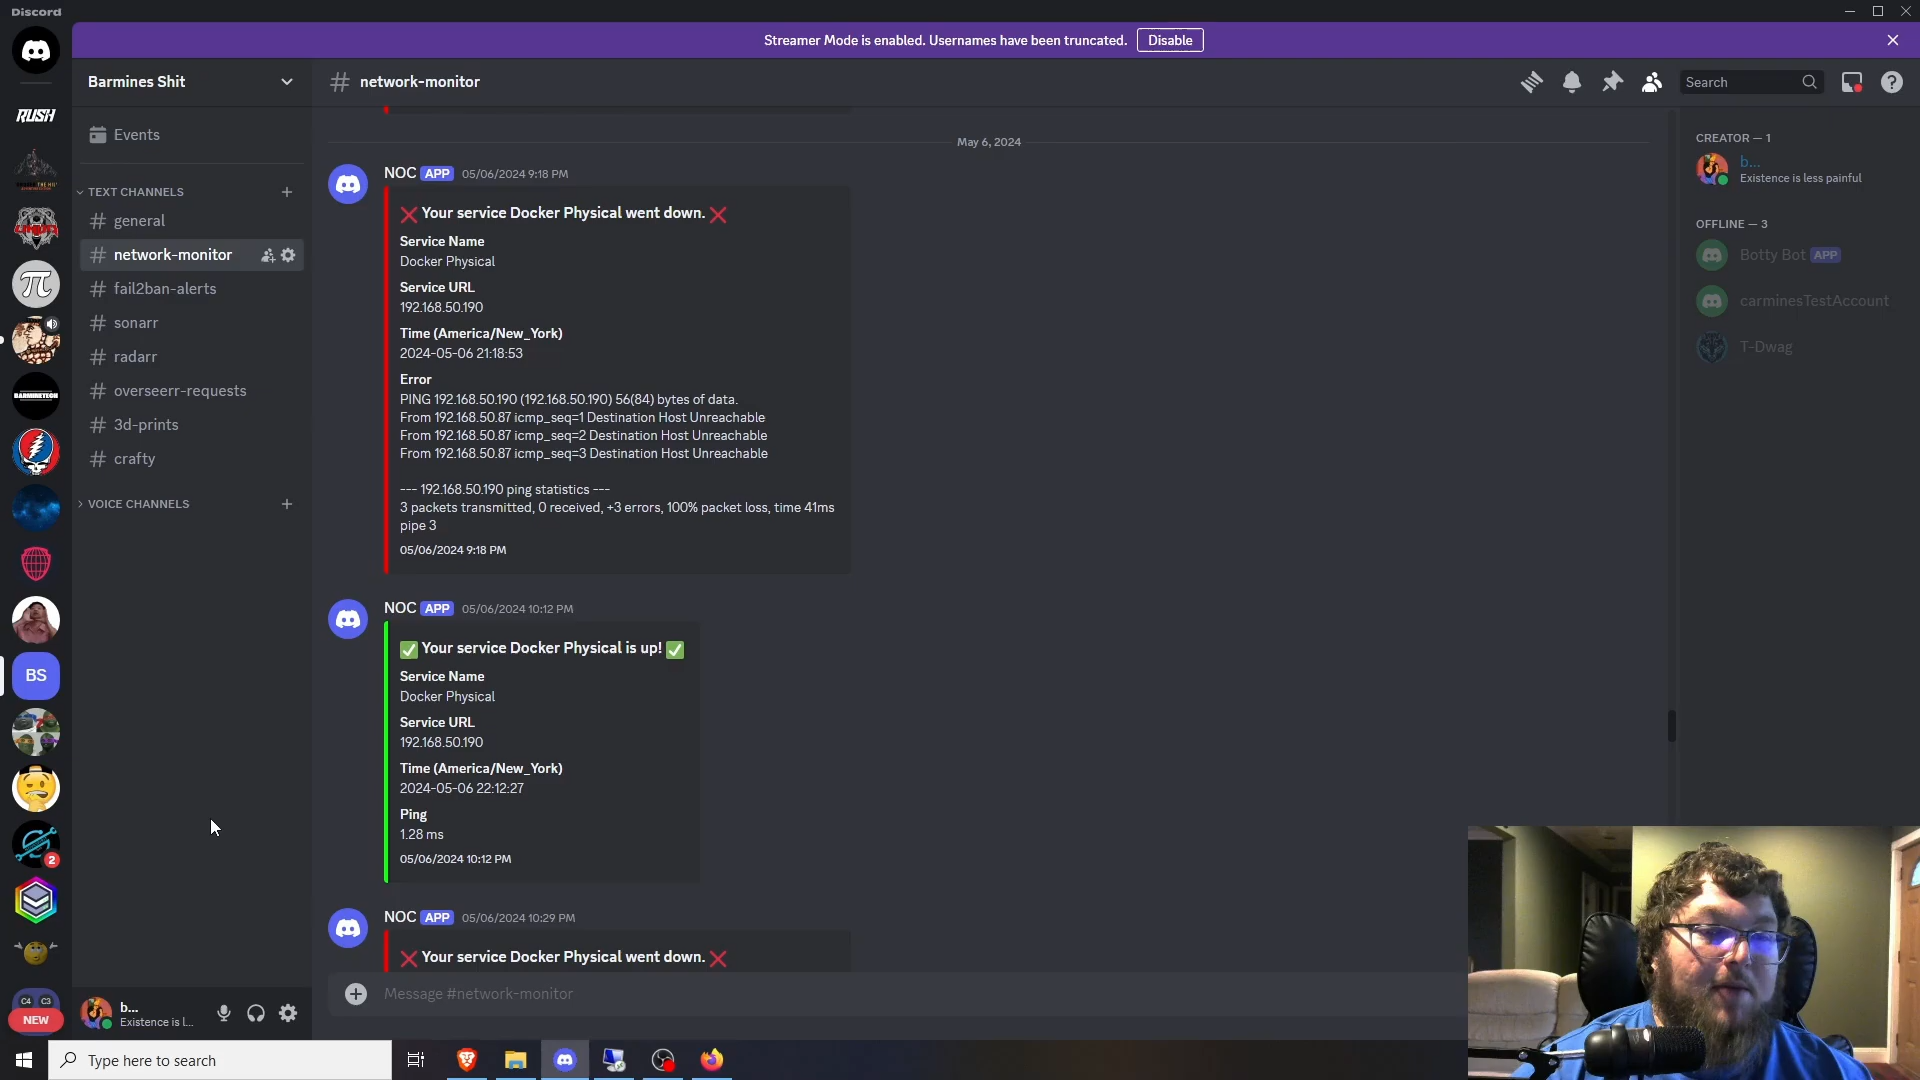 Discord
Streamer Mode is enabled. Usernames have been truncated.
Disable
Barmines Shit
network-monitor
Search
RUSH
Events
TEXT CHANNELS
general
network-monitor
fail2ban-alerts
sonarr
radarr
overseerr-requests
3d-prints
crafty
VOICE CHANNELS
BARMINETECH
BS
2
C4 C3
NEW
May 6, 2024
NOC APP 05/06/2024 9:18 PM
❌ Your service Docker Physical went down. ❌
Service Name
Docker Physical
Service URL
192.168.50.190
Time (America/New_York)
2024-05-06 21:18:53
Error
PING 192.168.50.190 (192.168.50.190) 56(84) bytes of data.
From 192.168.50.87 icmp_seq=1 Destination Host Unreachable
From 192.168.50.87 icmp_seq=2 Destination Host Unreachable
From 192.168.50.87 icmp_seq=3 Destination Host Unreachable
--- 192.168.50.190 ping statistics ---
3 packets transmitted, 0 received, +3 errors, 100% packet loss, time 41ms
pipe 3
05/06/2024 9:18 PM
NOC APP 05/06/2024 10:12 PM
✅ Your service Docker Physical is up! ✅
Service Name
Docker Physical
Service URL
192.168.50.190
Time (America/New_York)
2024-05-06 22:12:27
Ping
1.28 ms
05/06/2024 10:12 PM
NOC APP 05/06/2024 10:29 PM
❌ Your service Docker Physical went down. ❌
Message #network-monitor
CREATOR — 1
b...
Existence is less painful
OFFLINE — 3
Botty Bot APP
carminesTestAccount
T-Dwag
b...
Existence is l...
Type here to search